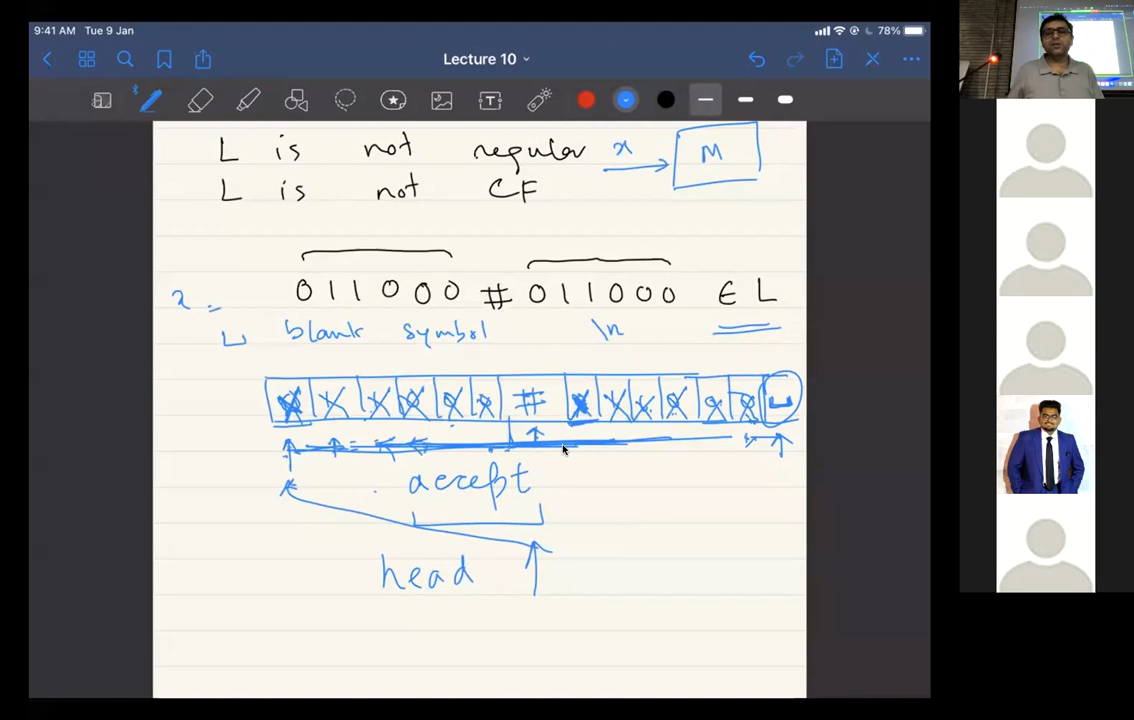 9:41 AM Tue 9 Jan
78%
Lecture 10
L is not regular x M
L is not CF
x = 011000 # 011000 ∈ L
⊔ blank symbol \n
X X X X X X # X X X X X X ⊔
accept
head